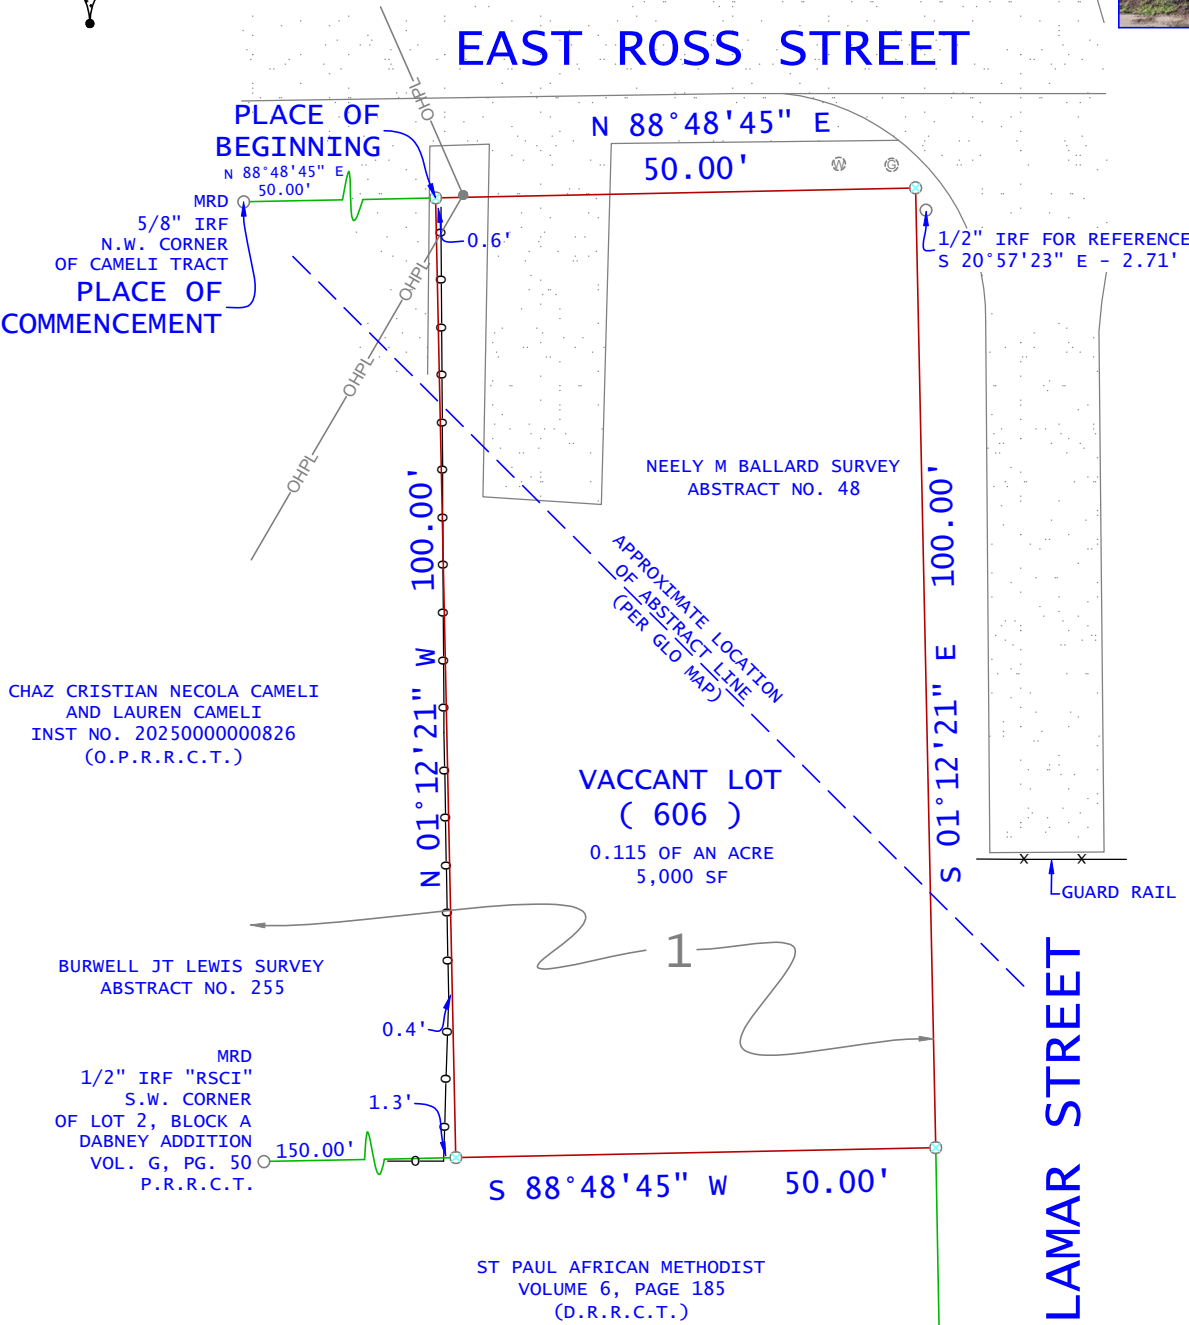 EAST ROSS STREET
OHPL
PLACE OF
BEGINNING
N 88°48'45" E
50.00'
N 88°48'45" E
50.00'
W
G
MRD
5/8" IRF
N.W. CORNER
OF CAMELI TRACT
PLACE OF
COMMENCEMENT
0.6'
1/2" IRF FOR REFERENCE
S 20°57'23" E - 2.71'
OHPL
OHPL
OHPL
NEELY M BALLARD SURVEY
ABSTRACT NO. 48
N 01°12'21" W 100.00'
S 01°12'21" E 100.00'
APPROXIMATE LOCATION
OF ABSTRACT LINE
(PER GLO MAP)
CHAZ CRISTIAN NECOLA CAMELI
AND LAUREN CAMELI
INST NO. 20250000000826
(O.P.R.R.C.T.)
VACCANT LOT
( 606 )
0.115 OF AN ACRE
5,000 SF
X X
GUARD RAIL
1
BURWELL JT LEWIS SURVEY
ABSTRACT NO. 255
0.4'
MRD
1/2" IRF "RSCI"
S.W. CORNER
OF LOT 2, BLOCK A
DABNEY ADDITION
VOL. G, PG. 50
P.R.R.C.T.
1.3'
150.00'
S 88°48'45" W 50.00'
LAMAR STREET
ST PAUL AFRICAN METHODIST
VOLUME 6, PAGE 185
(D.R.R.C.T.)